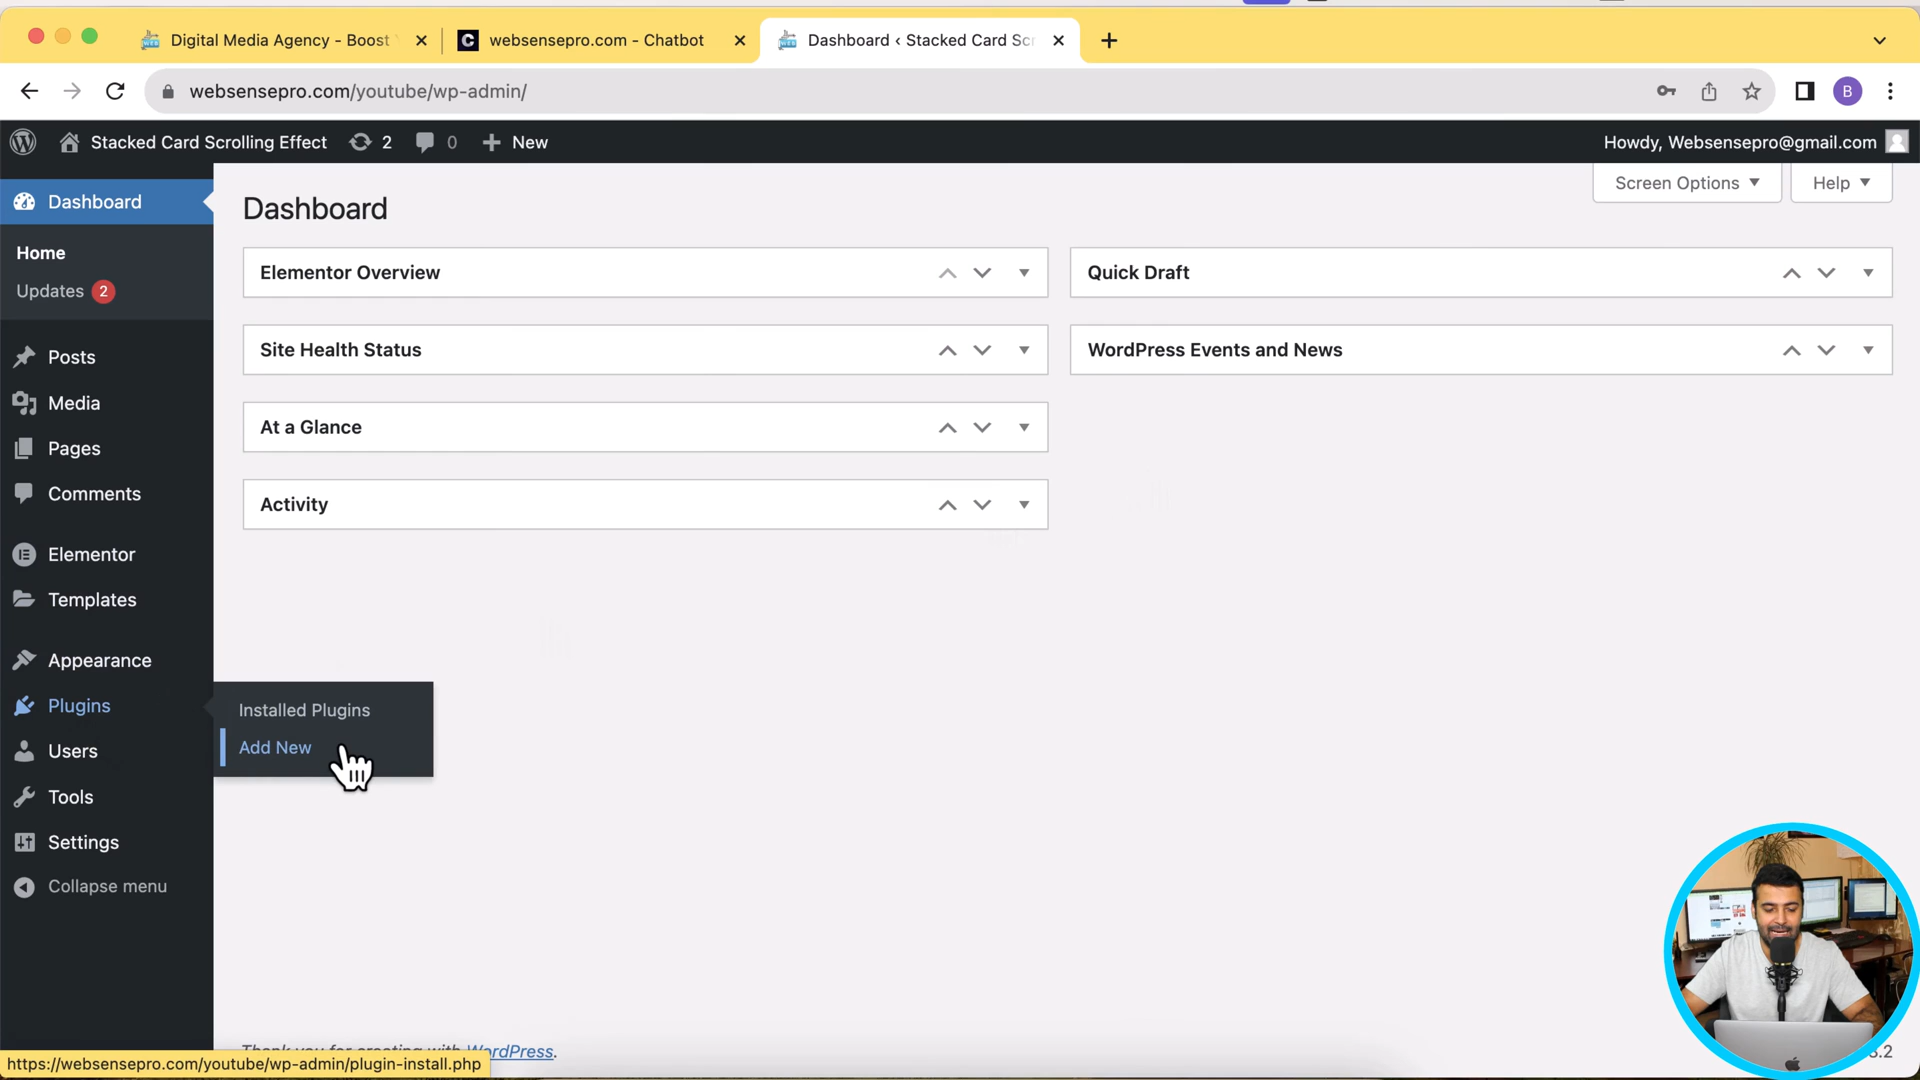 Digital Media Agency - Boost
websensepro.com - Chatbot
Dashboard ‹ Stacked Card Scr
websensepro.com/youtube/wp-admin/
B
Stacked Card Scrolling Effect
2
0
New
Howdy, Websensepro@gmail.com
Dashboard
Home
Updates 2
Posts
Media
Pages
Comments
Elementor
Templates
Appearance
Plugins
Users
Tools
Settings
Collapse menu
Installed Plugins
Add New
Screen Options
Help
Dashboard
Elementor Overview
Quick Draft
Site Health Status
WordPress Events and News
At a Glance
Activity
Thank you for creating with WordPress.
https://websensepro.com/youtube/wp-admin/plugin-install.php